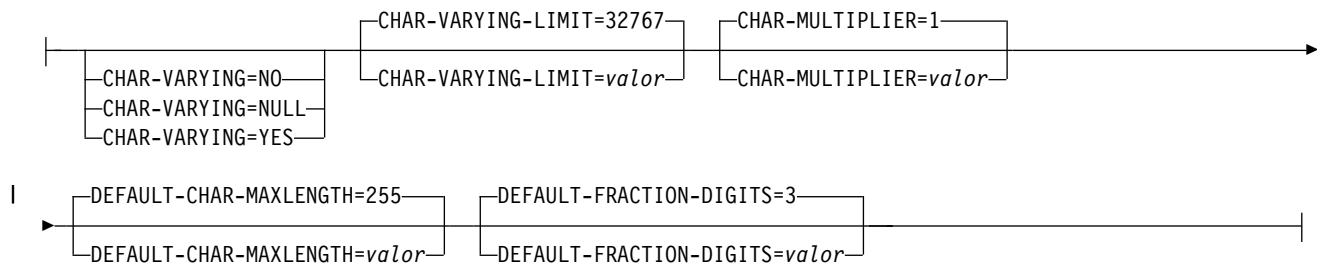 CHAR-VARYING-LIMIT=32767 CHAR-MULTIPLIER=1
CHAR-VARYING=NO CHAR-VARYING-LIMIT=valor CHAR-MULTIPLIER=valor
CHAR-VARYING=NULL
CHAR-VARYING=YES
DEFAULT-CHAR-MAXLENGTH=255 DEFAULT-FRACTION-DIGITS=3
DEFAULT-CHAR-MAXLENGTH=valor DEFAULT-FRACTION-DIGITS=valor